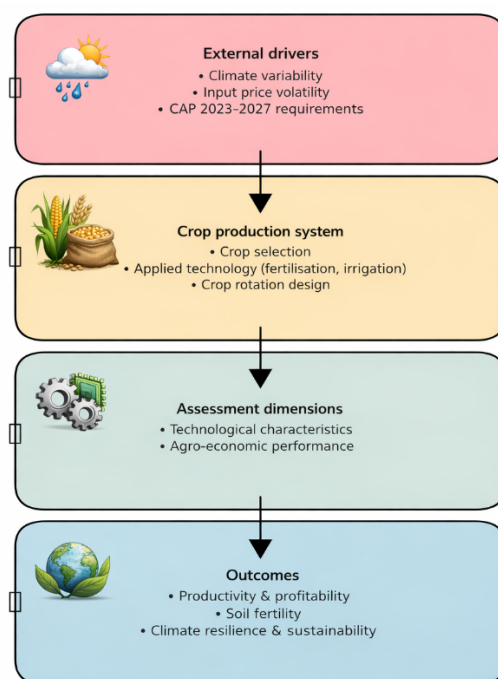 External drivers
• Climate variability
• Input price volatility
• CAP 2023–2027 requirements
Crop production system
• Crop selection
• Applied technology (fertilisation, irrigation)
• Crop rotation design
Assessment dimensions
• Technological characteristics
• Agro-economic performance
Outcomes
• Productivity & profitability
• Soil fertility
• Climate resilience & sustainability